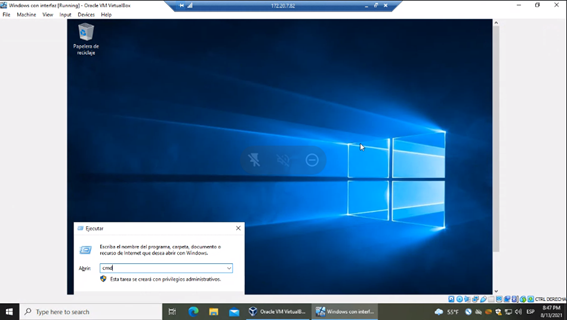 Windows con interfaz [Running] - Oracle VM VirtualBox
172.20.7.82
File Machine View Input Devices Help
Papelera de
reciclaje
Ejecutar
Escriba el nombre del programa, carpeta, documento o
recurso de Internet que desea abrir con Windows.
Abrir: cmd
Esta tarea se creará con privilegios administrativos.
CTRL DERECHA
Type here to search
Oracle VM VirtualB...
Windows con interf...
55°F
ESP
8:47 PM
8/13/2021